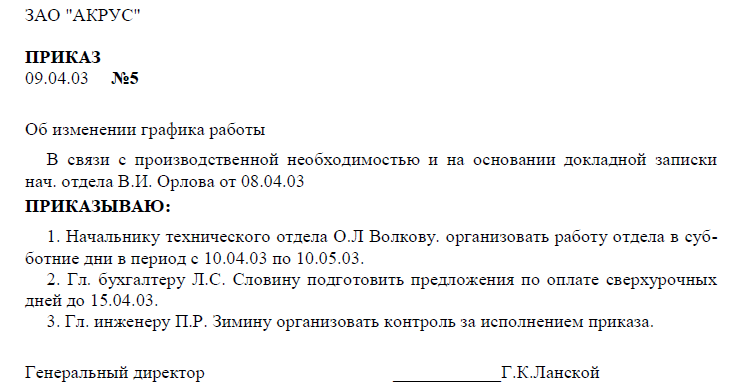 ЗАО "АКРУС"
ПРИКАЗ
09.04.03 №5
Об изменении графика работы
В связи с производственной необходимостью и на основании докладной записки
нач. отдела В.И. Орлова от 08.04.03
ПРИКАЗЫВАЮ:
1. Начальнику технического отдела О.Л Волкову. организовать работу отдела в суб-
ботние дни в период с 10.04.03 по 10.05.03.
2. Гл. бухгалтеру Л.С. Словину подготовить предложения по оплате сверхурочных
дней до 15.04.03.
3. Гл. инженеру П.Р. Зимину организовать контроль за исполнением приказа.
Генеральный директор ____________Г.К.Ланской